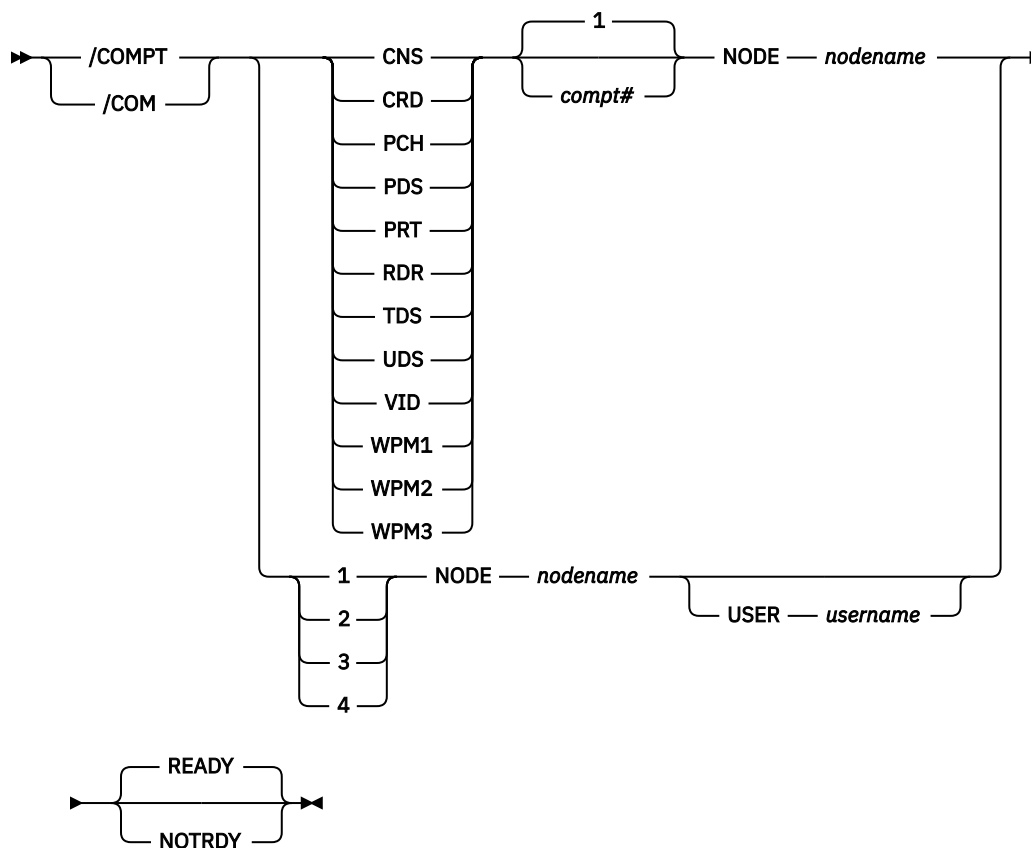 1
/COMPT CNS NODE nodename
/COM CRD compt#
PCH
PDS
PRT
RDR
TDS
UDS
VID
WPM1
WPM2
WPM3
1 NODE nodename
2 USER username
3
4
READY
NOTRDY